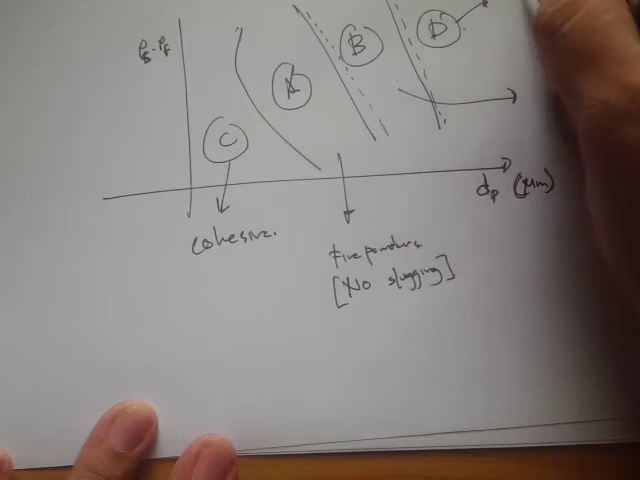 ρs - ρf
C
A
B
D
dp (μm)
cohesive.
fine powders
[No slugging]